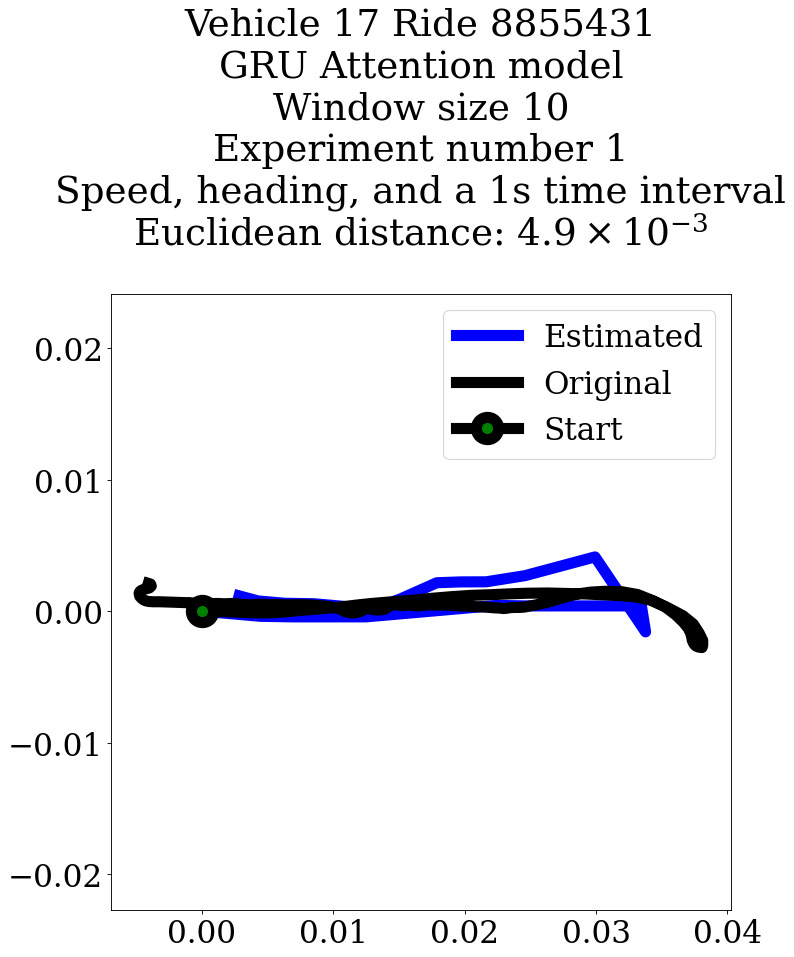 Vehicle 17 Ride 8855431
GRU Attention model
Window size 10
Experiment number 1
Speed, heading, and a 1s time interval
Euclidean distance: 4.9 × 10⁻³
Estimated
Original
Start
0.02
0.01
0.00
−0.01
−0.02
0.00 0.01 0.02 0.03 0.04